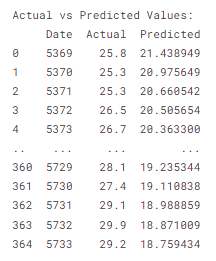 Actual vs Predicted Values:
     Date  Actual  Predicted
0    5369    25.8  21.438949
1    5370    25.3  20.975649
2    5371    25.3  20.660542
3    5372    26.5  20.505654
4    5373    26.7  20.363300
..    ...     ...        ...
360  5729    28.1  19.235344
361  5730    27.4  19.110838
362  5731    29.1  18.988859
363  5732    29.9  18.871009
364  5733    29.2  18.759434